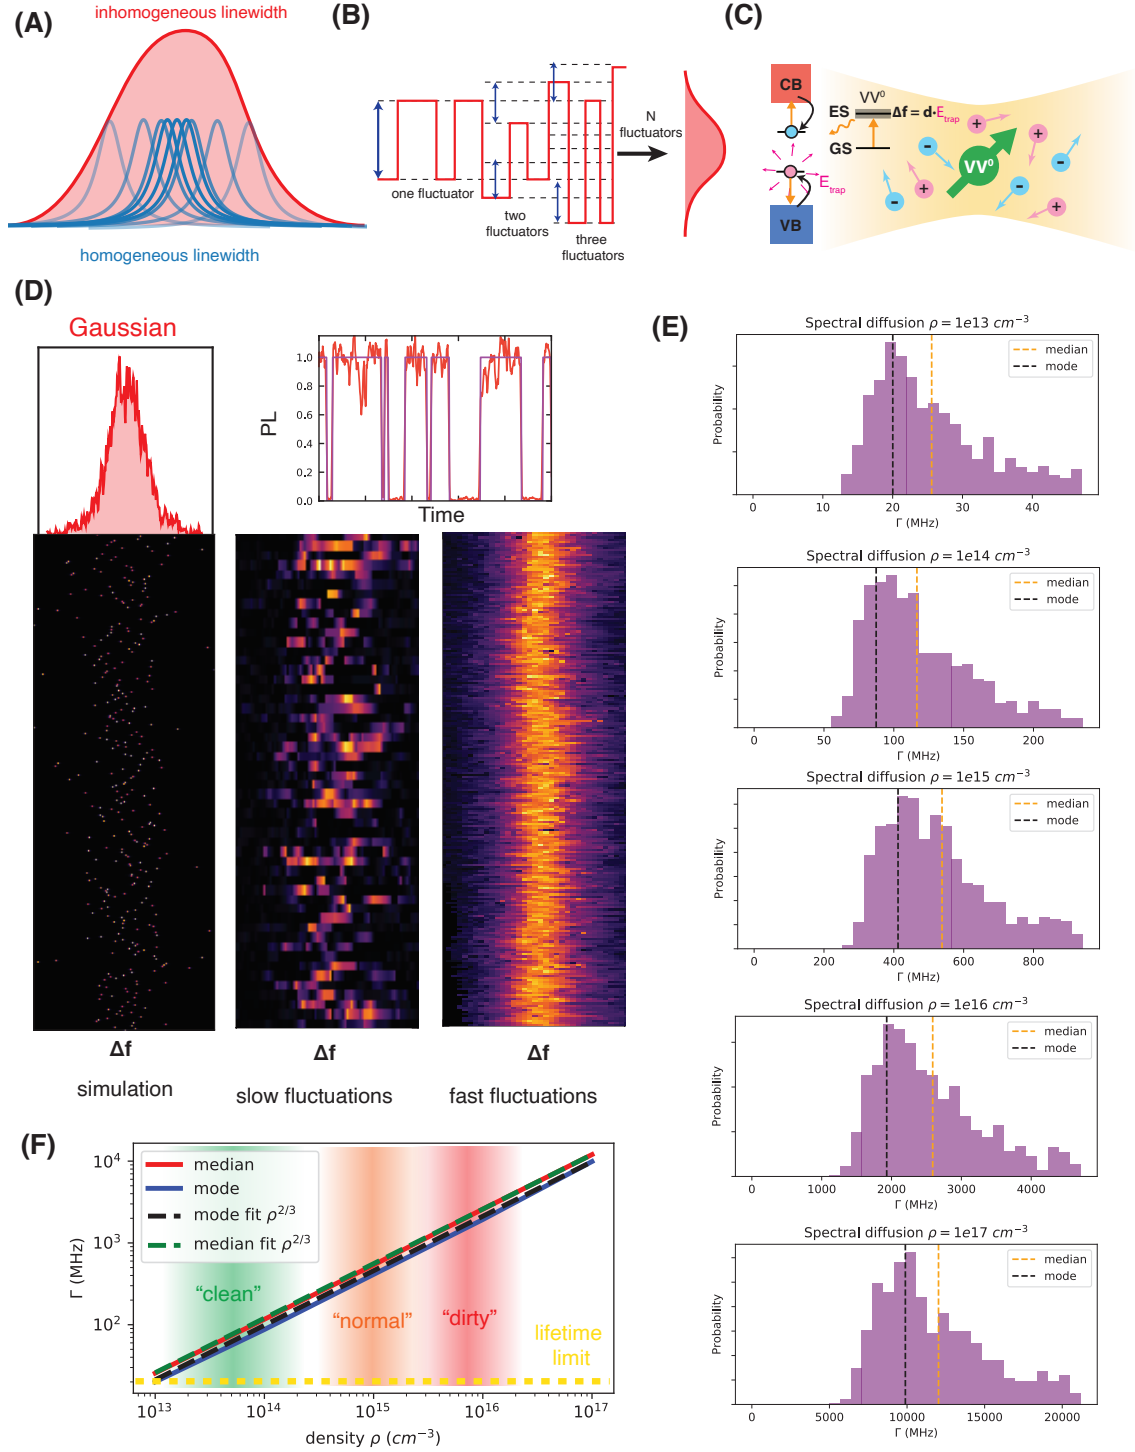 (A)
inhomogeneous linewidth
homogeneous linewidth
(B)
one fluctuator
two
fluctuators
three
fluctuators
N
fluctuators
(C)
CB
VB
E_trap
ES
GS
VV⁰
Δf = d·E_trap
VV⁰
+
+
+
+
-
-
-
-
(D)
Gaussian
PL
1.0
0.8
0.6
0.4
0.2
0.0
Time
Δf
Δf
Δf
simulation
slow fluctuations
fast fluctuations
(E)
Spectral diffusion ρ = 1e13 cm⁻³
median
mode
Probability
0 10 20 30 40
Γ (MHz)
Spectral diffusion ρ = 1e14 cm⁻³
median
mode
Probability
0 50 100 150 200
Γ (MHz)
Spectral diffusion ρ = 1e15 cm⁻³
median
mode
Probability
0 200 400 600 800
Γ (MHz)
Spectral diffusion ρ = 1e16 cm⁻³
median
mode
Probability
0 1000 2000 3000 4000
Γ (MHz)
Spectral diffusion ρ = 1e17 cm⁻³
median
mode
Probability
0 5000 10000 15000 20000
Γ (MHz)
(F)
median
mode
mode fit ρ²ᐟ³
median fit ρ²ᐟ³
Γ (MHz)
10⁴
10³
10²
"clean"
"normal"
"dirty"
lifetime
limit
10¹³ 10¹⁴ 10¹⁵ 10¹⁶ 10¹⁷
density ρ (cm⁻³)